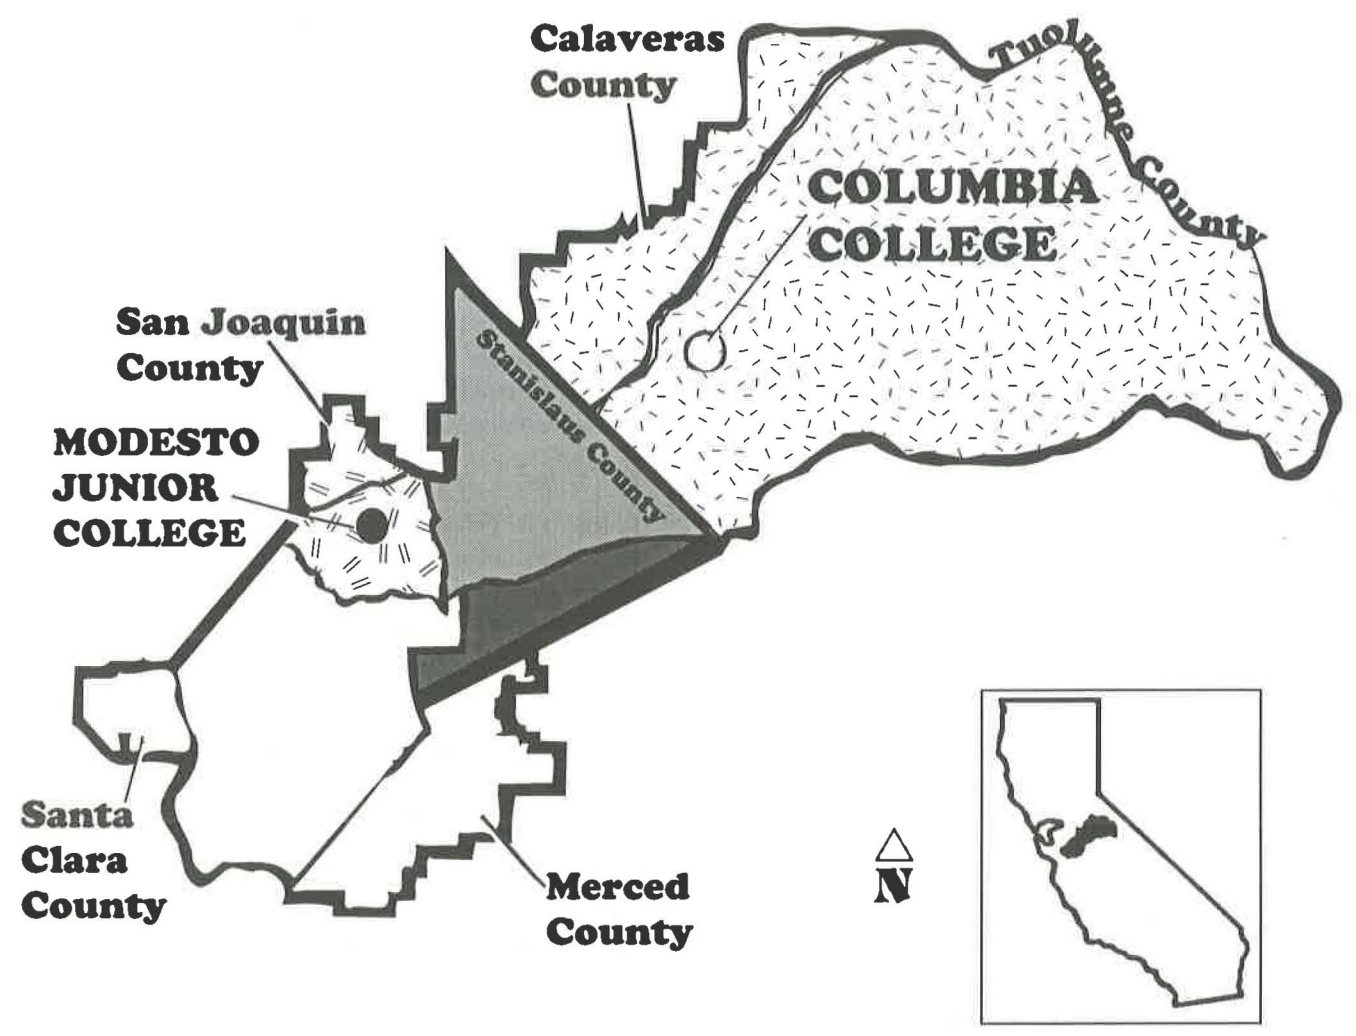 Calaveras
County
Tuolumne County
COLUMBIA
COLLEGE
San Joaquin
County
Stanislaus County
MODESTO
JUNIOR
COLLEGE
Santa
Clara
County
Merced
County
N